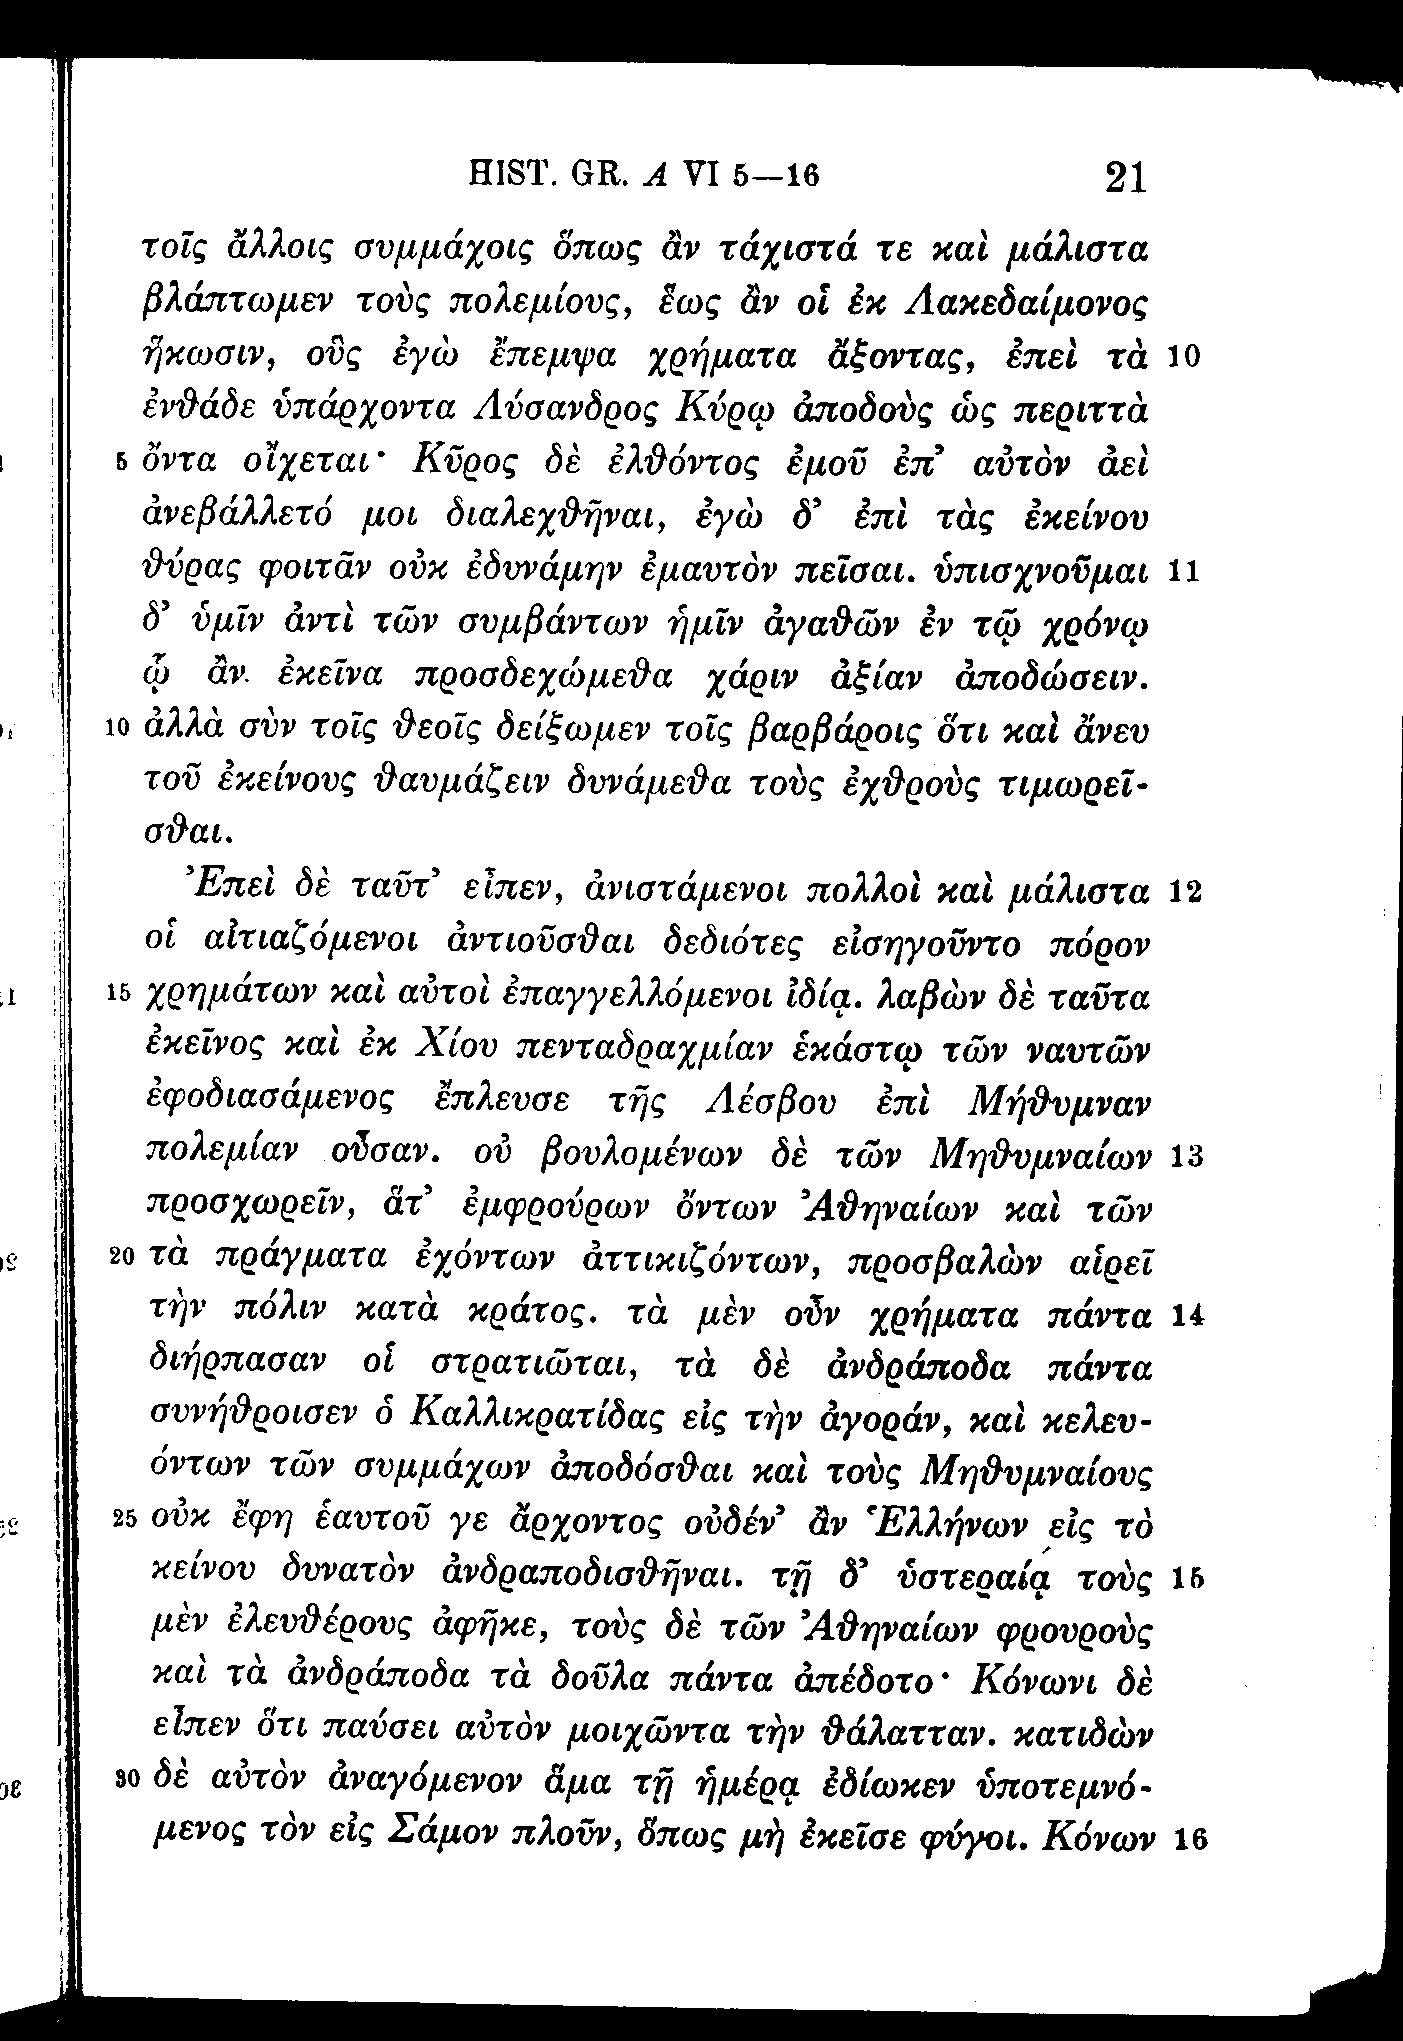 HIST. GR. A VI 5—16 21
τοῖς ἄλλοις συμμάχοις ὅπως ἂν τάχιστά τε καὶ μάλιστα
βλάπτωμεν τοὺς πολεμίους, ἕως ἂν οἱ ἐκ Λακεδαίμονος
ἥκωσιν, οὓς ἐγὼ ἔπεμψα χρήματα ἄξοντας, ἐπεὶ τὰ 10
ἐνθάδε ὑπάρχοντα Λύσανδρος Κύρῳ ἀποδοὺς ὡς περιττὰ
5 ὄντα οἴχεται· Κῦρος δὲ ἐλθόντος ἐμοῦ ἐπ’ αὐτὸν ἀεὶ
ἀνεβάλλετό μοι διαλεχθῆναι, ἐγὼ δ’ ἐπὶ τὰς ἐκείνου
θύρας φοιτᾶν οὐκ ἐδυνάμην ἐμαυτὸν πεῖσαι. ὑπισχνοῦμαι 11
δ’ ὑμῖν ἀντὶ τῶν συμβάντων ἡμῖν ἀγαθῶν ἐν τῷ χρόνῳ
ᾧ ἂν ἐκεῖνα προσδεχώμεθα χάριν ἀξίαν ἀποδώσειν.
10 ἀλλὰ σὺν τοῖς θεοῖς δείξωμεν τοῖς βαρβάροις ὅτι καὶ ἄνευ
τοῦ ἐκείνους θαυμάζειν δυνάμεθα τοὺς ἐχθροὺς τιμωρεῖ-
σθαι.
Ἐπεὶ δὲ ταῦτ’ εἶπεν, ἀνιστάμενοι πολλοὶ καὶ μάλιστα 12
οἱ αἰτιαζόμενοι ἀντιοῦσθαι δεδιότες εἰσηγοῦντο πόρον
15 χρημάτων καὶ αὐτοὶ ἐπαγγελλόμενοι ἰδίᾳ. λαβὼν δὲ ταῦτα
ἐκεῖνος καὶ ἐκ Χίου πενταδραχμίαν ἑκάστῳ τῶν ναυτῶν
ἐφοδιασάμενος ἔπλευσε τῆς Λέσβου ἐπὶ Μήθυμναν
πολεμίαν οὖσαν. οὐ βουλομένων δὲ τῶν Μηθυμναίων 13
προσχωρεῖν, ἅτ’ ἐμφρούρων ὄντων Ἀθηναίων καὶ τῶν
20 τὰ πράγματα ἐχόντων ἀττικιζόντων, προσβαλὼν αἱρεῖ
τὴν πόλιν κατὰ κράτος. τὰ μὲν οὖν χρήματα πάντα 14
διήρπασαν οἱ στρατιῶται, τὰ δὲ ἀνδράποδα πάντα
συνήθροισεν ὁ Καλλικρατίδας εἰς τὴν ἀγοράν, καὶ κελευ-
όντων τῶν συμμάχων ἀποδόσθαι καὶ τοὺς Μηθυμναίους
25 οὐκ ἔφη ἑαυτοῦ γε ἄρχοντος οὐδέν’ ἂν Ἑλλήνων εἰς τὸ
κείνου δυνατὸν ἀνδραποδισθῆναι. τῇ δ’ ὑστεραίᾳ τοὺς 15
μὲν ἐλευθέρους ἀφῆκε, τοὺς δὲ τῶν Ἀθηναίων φρουροὺς
καὶ τὰ ἀνδράποδα τὰ δοῦλα πάντα ἀπέδοτο· Κόνωνι δὲ
εἶπεν ὅτι παύσει αὐτὸν μοιχῶντα τὴν θάλατταν. κατιδὼν
30 δὲ αὐτὸν ἀναγόμενον ἅμα τῇ ἡμέρᾳ ἐδίωκεν ὑποτεμνό-
μενος τὸν εἰς Σάμον πλοῦν, ὅπως μὴ ἐκεῖσε φύγοι. Κόνων 16